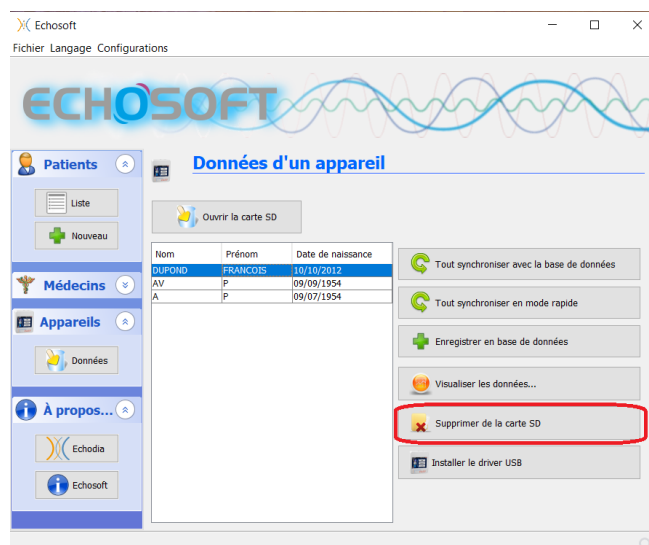 Echosoft
Fichier Langage Configurations
ECHOSOFT
Patients
Liste
Nouveau
Médecins
Appareils
Données
À propos...
Echodia
Echosoft
Données d'un appareil
Ouvrir la carte SD
Nom Prénom Date de naissance
DUPOND FRANCOIS 10/10/2012
AV P 09/09/1954
A P 09/07/1954
Tout synchroniser avec la base de données
Tout synchroniser en mode rapide
Enregistrer en base de données
Visualiser les données...
Supprimer de la carte SD
Installer le driver USB